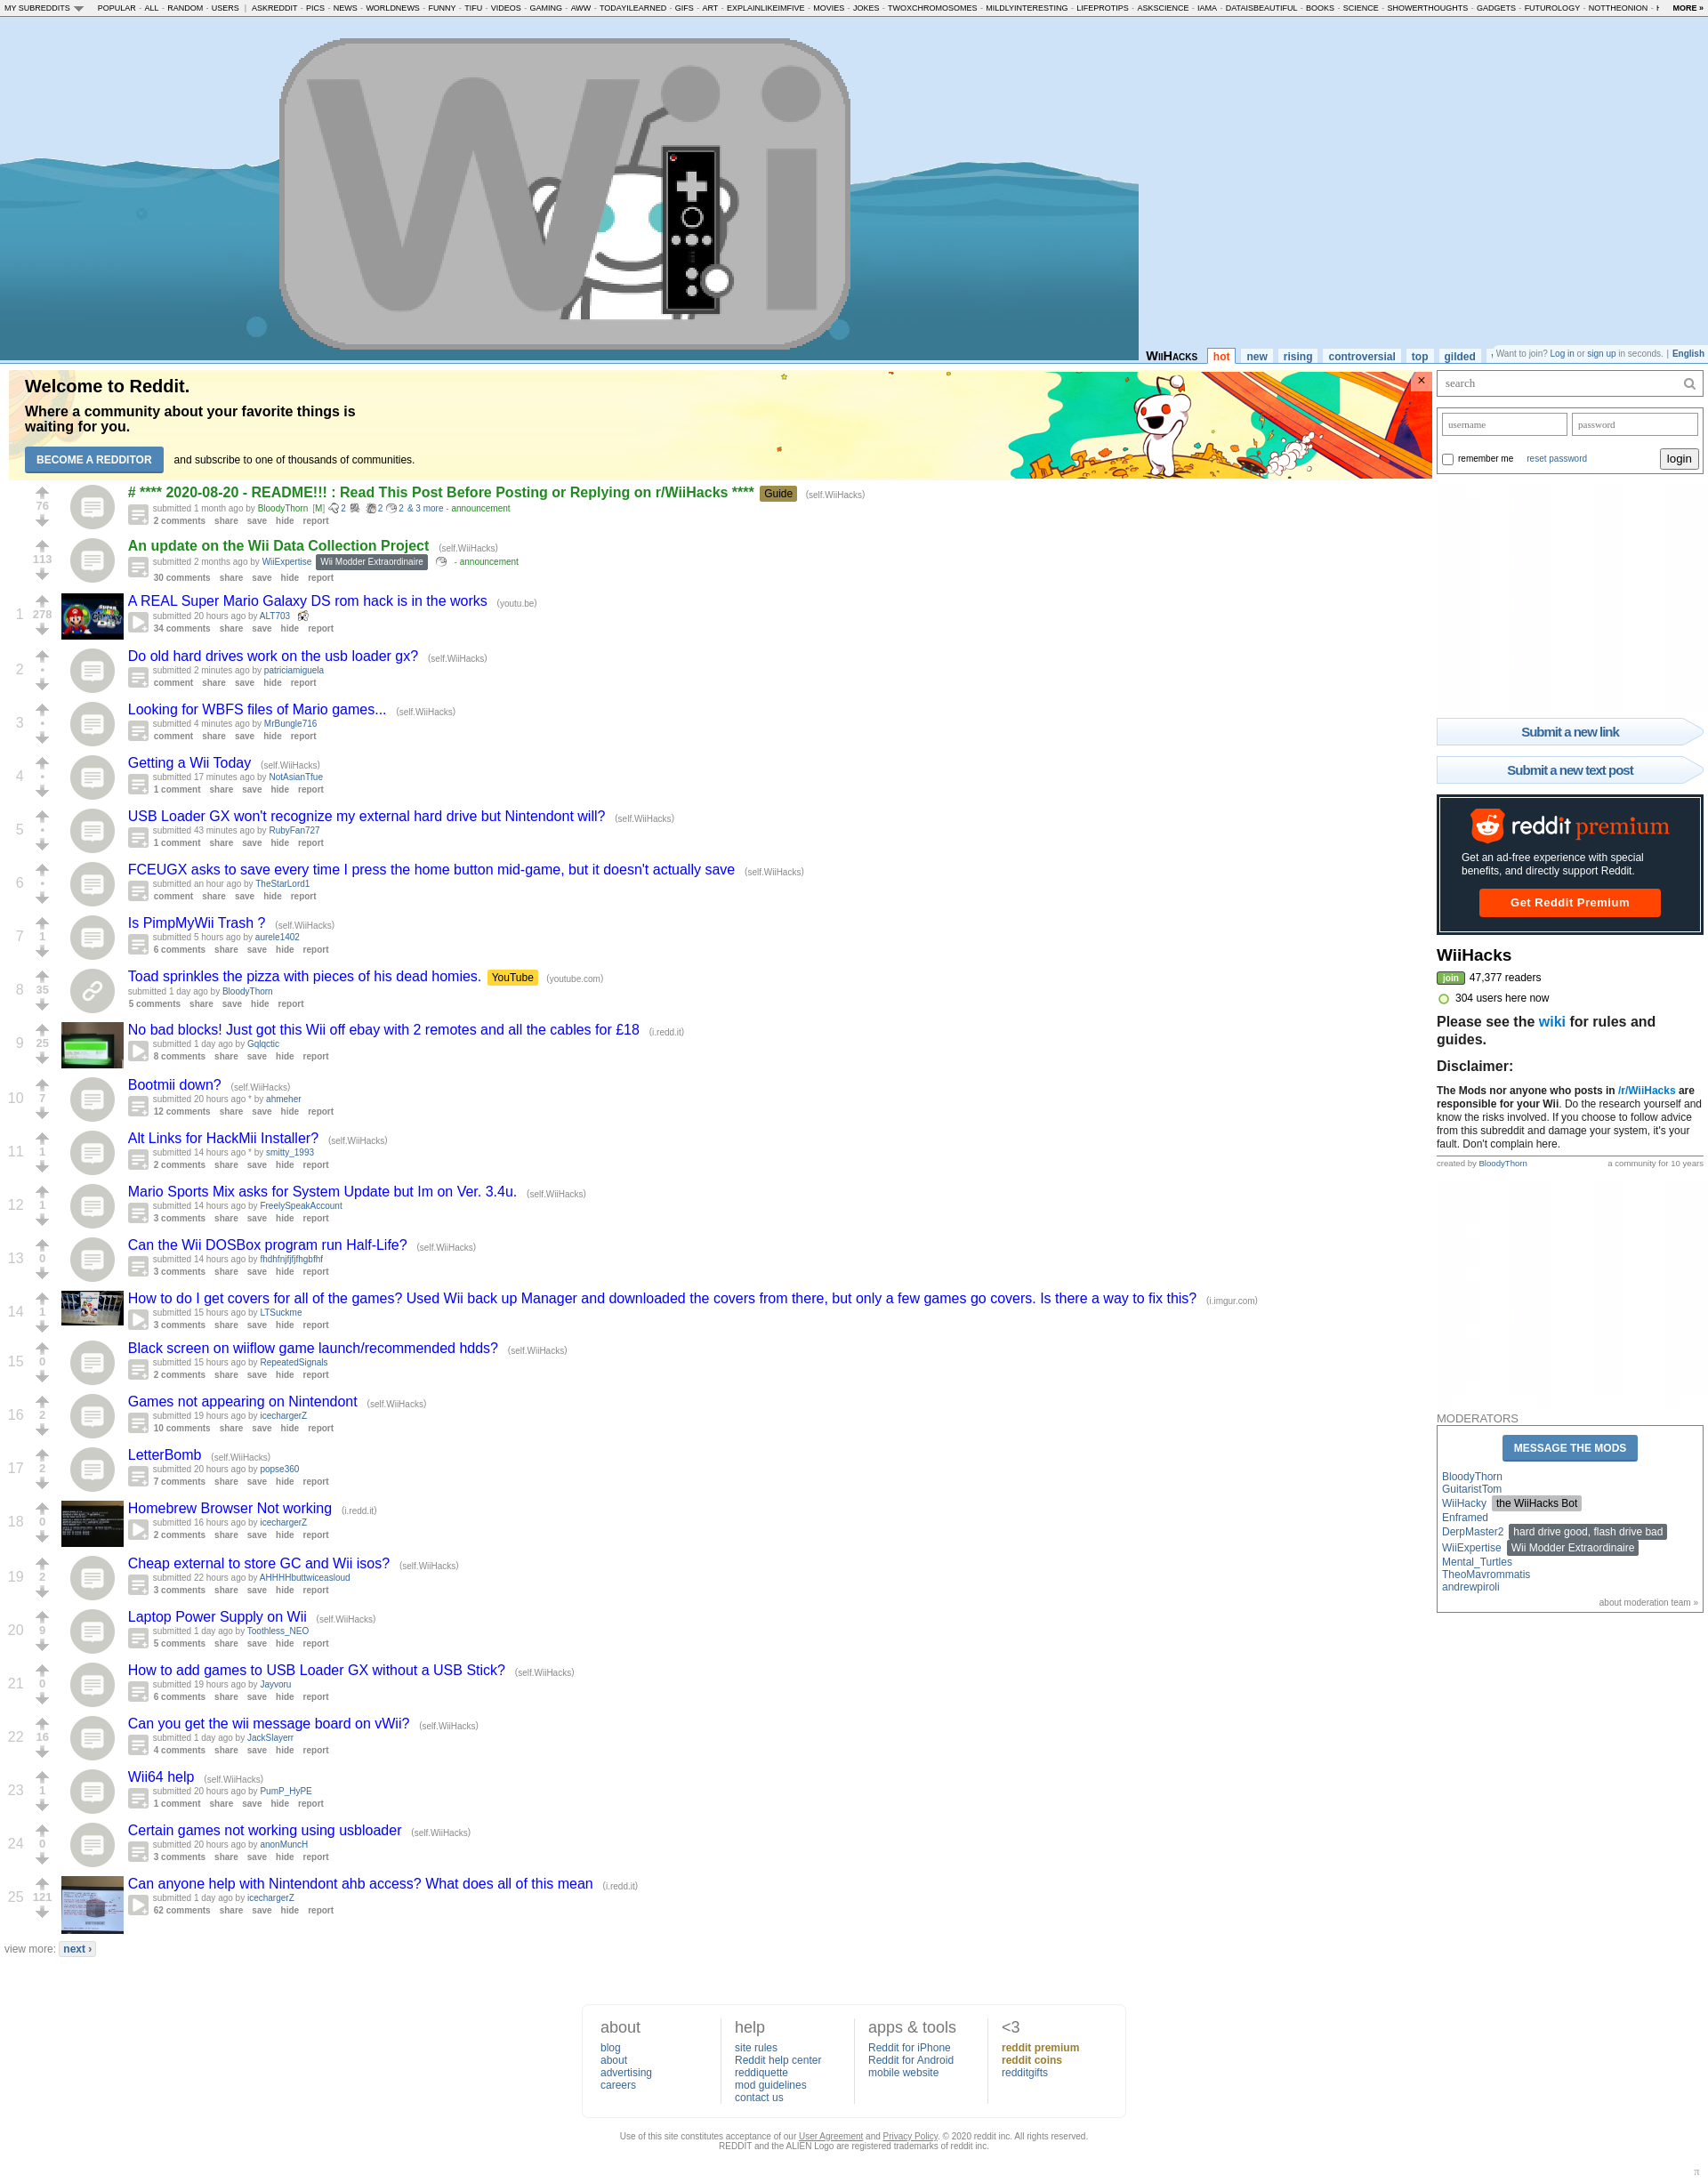 MY SUBREDDITS POPULAR - ALL - RANDOM - USERS | ASKREDDIT - PICS - NEWS - WORLDNEWS - FUNNY - TIFU - VIDEOS - GAMING - AWW - TODAYILEARNED - GIFS - ART - EXPLAINLIKEIMFIVE - MOVIES - JOKES - TWOXCHROMOSOMES - MILDLYINTERESTING - LIFEPROTIPS - ASKSCIENCE - IAMA - DATAISBEAUTIFUL - BOOKS - SCIENCE - SHOWERTHOUGHTS - GADGETS - FUTUROLOGY - NOTTHEONION - MORE »
Wii
WIIHACKS hot new rising controversial top gilded Want to join? Log in or sign up in seconds. | English
Welcome to Reddit.
Where a community about your favorite things is
waiting for you.
BECOME A REDDITOR and subscribe to one of thousands of communities.
×
search
username password
remember me reset password login
76
# **** 2020-08-20 - README!!! : Read This Post Before Posting or Replying on r/WiiHacks **** Guide (self.WiiHacks)
submitted 1 month ago by BloodyThorn [M] 2 2 2 & 3 more - announcement
2 comments share save hide report
113
An update on the Wii Data Collection Project (self.WiiHacks)
submitted 2 months ago by WiiExpertise Wii Modder Extraordinaire - announcement
30 comments share save hide report
1 278
A REAL Super Mario Galaxy DS rom hack is in the works (youtu.be)
submitted 20 hours ago by ALT703
34 comments share save hide report
2 •
Do old hard drives work on the usb loader gx? (self.WiiHacks)
submitted 2 minutes ago by patriciamiguela
comment share save hide report
3 •
Looking for WBFS files of Mario games... (self.WiiHacks)
submitted 4 minutes ago by MrBungle716
comment share save hide report
4 •
Getting a Wii Today (self.WiiHacks)
submitted 17 minutes ago by NotAsianTfue
1 comment share save hide report
5 •
USB Loader GX won't recognize my external hard drive but Nintendont will? (self.WiiHacks)
submitted 43 minutes ago by RubyFan727
1 comment share save hide report
6 •
FCEUGX asks to save every time I press the home button mid-game, but it doesn't actually save (self.WiiHacks)
submitted an hour ago by TheStarLord1
comment share save hide report
7 1
Is PimpMyWii Trash ? (self.WiiHacks)
submitted 5 hours ago by aurele1402
6 comments share save hide report
8 35
Toad sprinkles the pizza with pieces of his dead homies. YouTube (youtube.com)
submitted 1 day ago by BloodyThorn
5 comments share save hide report
9 25
No bad blocks! Just got this Wii off ebay with 2 remotes and all the cables for £18 (i.redd.it)
submitted 1 day ago by Gqlqctic
8 comments share save hide report
10 7
Bootmii down? (self.WiiHacks)
submitted 20 hours ago * by ahmeher
12 comments share save hide report
11 1
Alt Links for HackMii Installer? (self.WiiHacks)
submitted 14 hours ago * by smitty_1993
2 comments share save hide report
12 1
Mario Sports Mix asks for System Update but Im on Ver. 3.4u. (self.WiiHacks)
submitted 14 hours ago by FreelySpeakAccount
3 comments share save hide report
13 0
Can the Wii DOSBox program run Half-Life? (self.WiiHacks)
submitted 14 hours ago by fhdhfnjfjfjfhgbfhf
3 comments share save hide report
14 1
How to do I get covers for all of the games? Used Wii back up Manager and downloaded the covers from there, but only a few games go covers. Is there a way to fix this? (i.imgur.com)
submitted 15 hours ago by LTSuckme
3 comments share save hide report
15 0
Black screen on wiiflow game launch/recommended hdds? (self.WiiHacks)
submitted 15 hours ago by RepeatedSignals
2 comments share save hide report
16 2
Games not appearing on Nintendont (self.WiiHacks)
submitted 19 hours ago by icechargerZ
10 comments share save hide report
17 2
LetterBomb (self.WiiHacks)
submitted 20 hours ago by popse360
7 comments share save hide report
18 0
Homebrew Browser Not working (i.redd.it)
submitted 16 hours ago by icechargerZ
2 comments share save hide report
19 2
Cheap external to store GC and Wii isos? (self.WiiHacks)
submitted 22 hours ago by AHHHHbuttwiceasloud
3 comments share save hide report
20 9
Laptop Power Supply on Wii (self.WiiHacks)
submitted 1 day ago by Toothless_NEO
5 comments share save hide report
21 0
How to add games to USB Loader GX without a USB Stick? (self.WiiHacks)
submitted 19 hours ago by Jayvoru
6 comments share save hide report
22 16
Can you get the wii message board on vWii? (self.WiiHacks)
submitted 1 day ago by JackSlayerr
4 comments share save hide report
23 1
Wii64 help (self.WiiHacks)
submitted 20 hours ago by PumP_HyPE
1 comment share save hide report
24 0
Certain games not working using usbloader (self.WiiHacks)
submitted 20 hours ago by anonMuncH
3 comments share save hide report
25 121
Can anyone help with Nintendont ahb access? What does all of this mean (i.redd.it)
submitted 1 day ago by icechargerZ
62 comments share save hide report
view more: next ›
Submit a new link
Submit a new text post
reddit premium
Get an ad-free experience with special
benefits, and directly support Reddit.
Get Reddit Premium
WiiHacks
join 47,377 readers
304 users here now
Please see the wiki for rules and
guides.
Disclaimer:
The Mods nor anyone who posts in /r/WiiHacks are
responsible for your Wii. Do the research yourself and
know the risks involved. If you choose to follow advice
from this subreddit and damage your system, it's your
fault. Don't complain here.
created by BloodyThorn a community for 10 years
MODERATORS
MESSAGE THE MODS
BloodyThorn
GuitaristTom
WiiHacky the WiiHacks Bot
Enframed
DerpMaster2 hard drive good, flash drive bad
WiiExpertise Wii Modder Extraordinaire
Mental_Turtles
TheoMavrommatis
andrewpiroli
about moderation team »
about
blog
about
advertising
careers
help
site rules
Reddit help center
reddiquette
mod guidelines
contact us
apps & tools
Reddit for iPhone
Reddit for Android
mobile website
<3
reddit premium
reddit coins
redditgifts
Use of this site constitutes acceptance of our User Agreement and Privacy Policy. © 2020 reddit inc. All rights reserved.
REDDIT and the ALIEN Logo are registered trademarks of reddit inc.
π